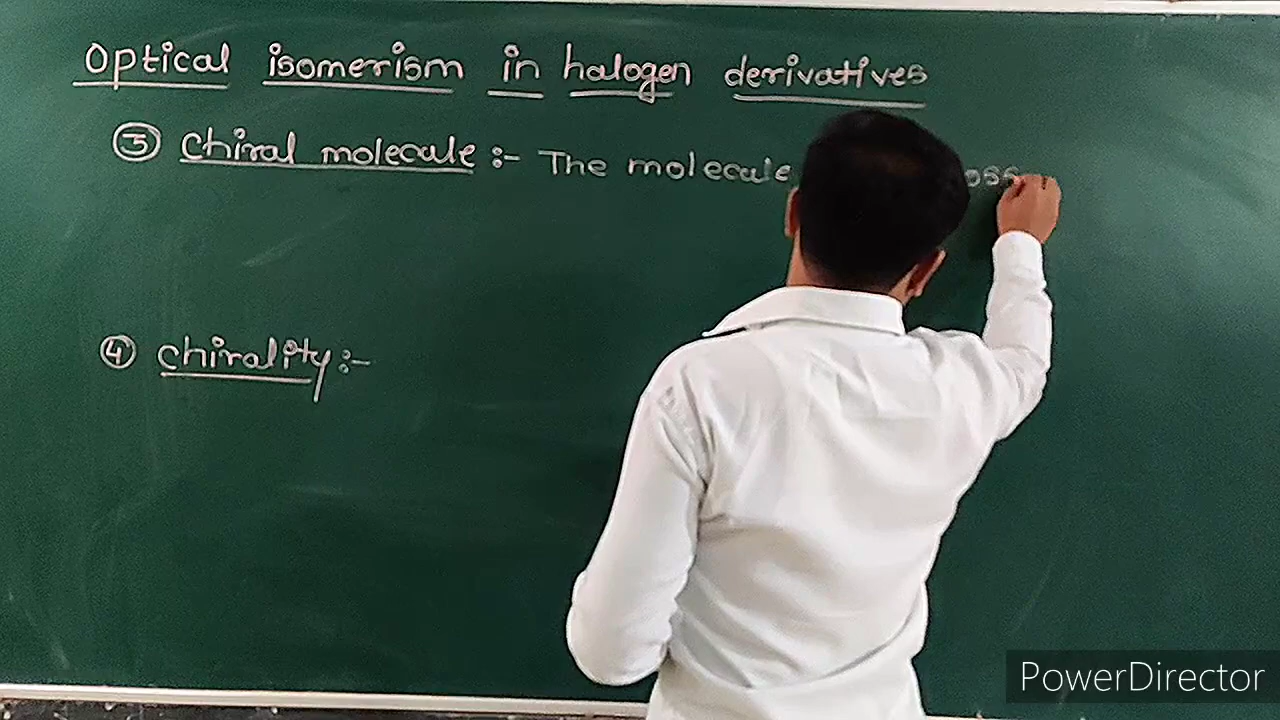 Optical isomerism in halogen derivatives
③ Chiral molecule :- The molecule
④ Chirality :-
PowerDirector